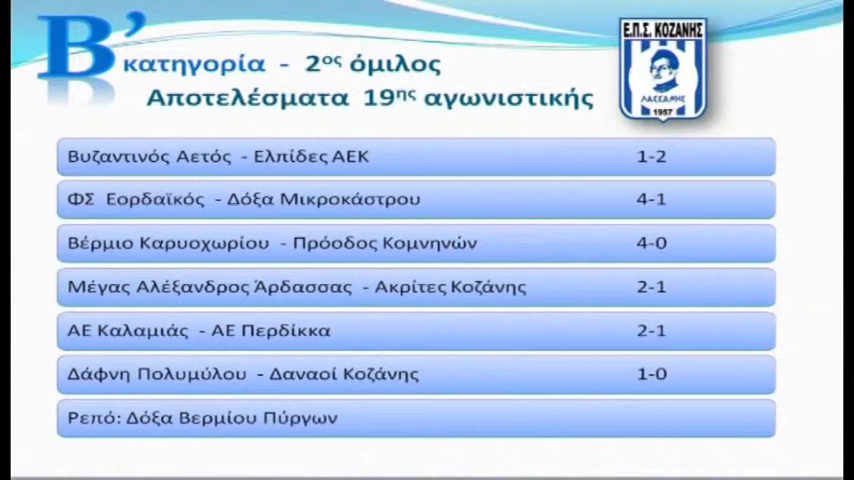 Β’ κατηγορία - 2ος όμιλος
Αποτελέσματα 19ης αγωνιστικής
Ε.Π.Σ. ΚΟΖΑΝΗΣ
ΛΑΣΣΑΝΗΣ
1957
Βυζαντινός Αετός - Ελπίδες ΑΕΚ 1-2
ΦΣ Εορδαϊκός - Δόξα Μικροκάστρου 4-1
Βέρμιο Καρυοχωρίου - Πρόοδος Κομνηνών 4-0
Μέγας Αλέξανδρος Άρδασσας - Ακρίτες Κοζάνης 2-1
ΑΕ Καλαμιάς - ΑΕ Περδίκκα 2-1
Δάφνη Πολυμύλου - Δαναοί Κοζάνης 1-0
Ρεπό: Δόξα Βερμίου Πύργων